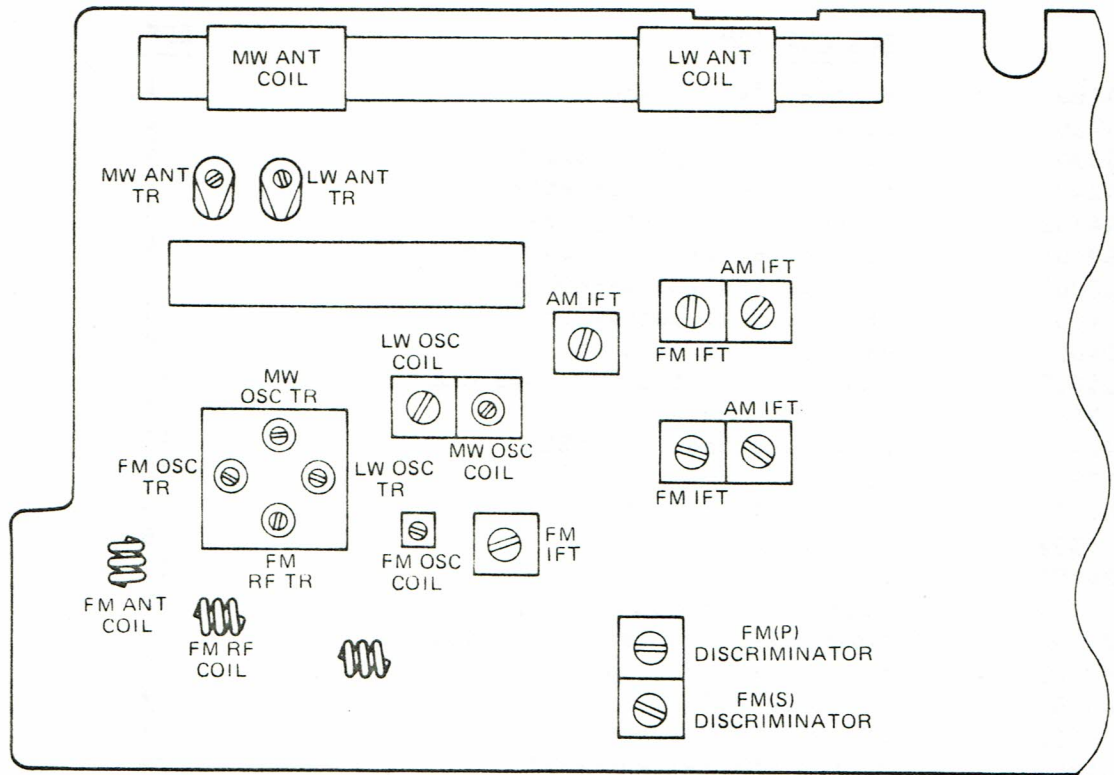 MW ANT
COIL
LW ANT
COIL
MW ANT
TR
LW ANT
TR
AM IFT
AM IFT
FM IFT
LW OSC
COIL
MW
OSC TR
AM IFT
MW OSC
COIL
FM OSC
TR
LW OSC
TR
FM IFT
FM
IFT
FM OSC
COIL
FM
RF TR
FM ANT
COIL
FM RF
COIL
FM(P)
DISCRIMINATOR
FM(S)
DISCRIMINATOR